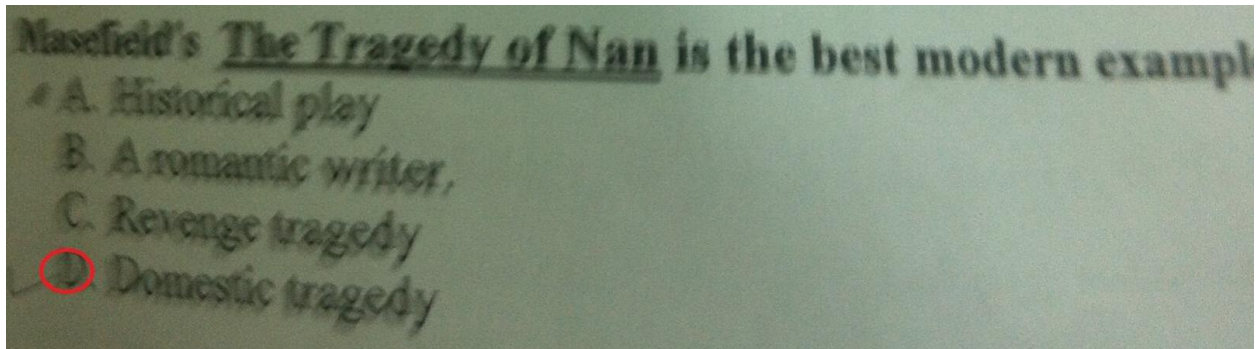 Masefield's The Tragedy of Nan is the best modern exampl
A. Historical play
B. A romantic writer,
C. Revenge tragedy
D. Domestic tragedy